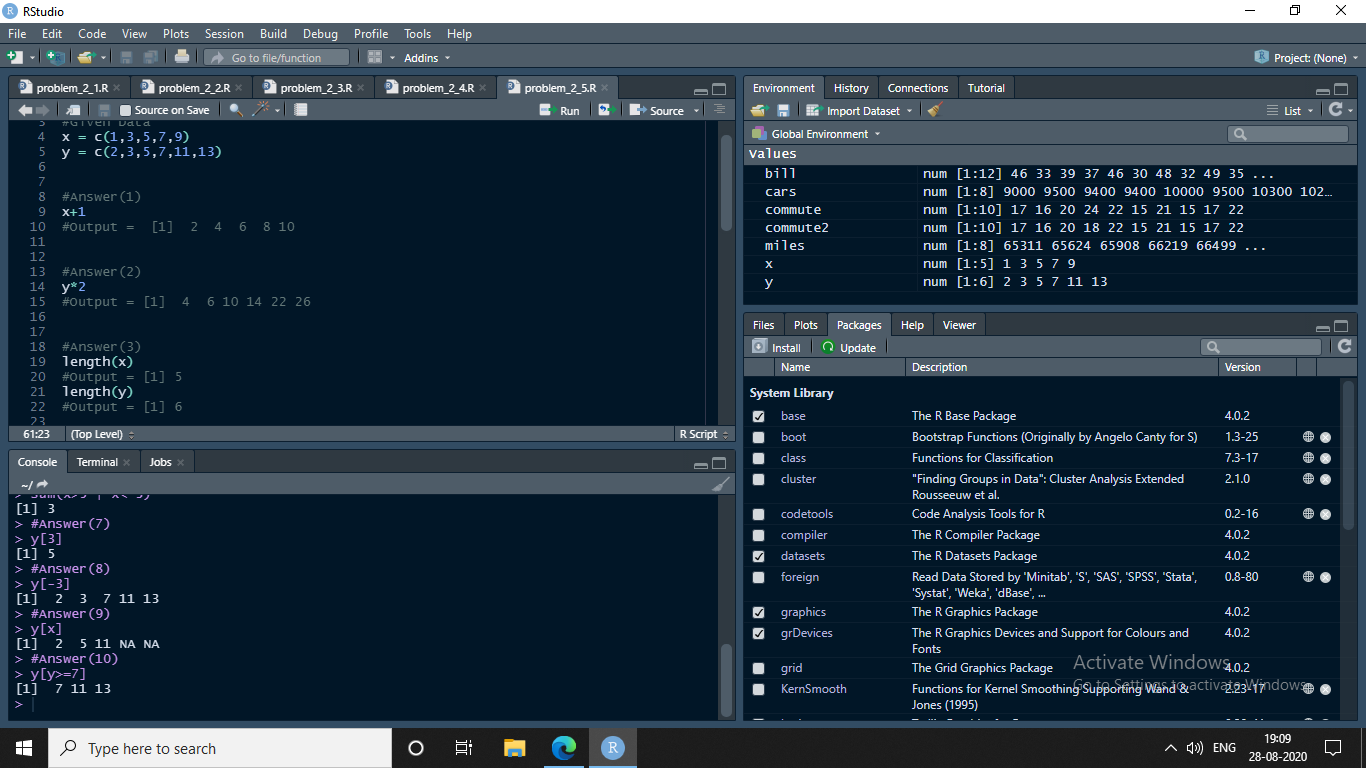 RStudio
File Edit Code View Plots Session Build Debug Profile Tools Help
Go to file/function Addins Project: (None)
problem_2_1.R problem_2_2.R problem_2_3.R problem_2_4.R problem_2_5.R
Source on Save Run Source
3 #Given Data
4 x = c(1,3,5,7,9)
5 y = c(2,3,5,7,11,13)
6
7
8 #Answer(1)
9 x+1
10 #Output = [1] 2 4 6 8 10
11
12
13 #Answer(2)
14 y*2
15 #Output = [1] 4 6 10 14 22 26
16
17
18 #Answer(3)
19 length(x)
20 #Output = [1] 5
21 length(y)
22 #Output = [1] 6
23
61:23 (Top Level) R Script
Console Terminal Jobs
~/
[1] 3
> #Answer(7)
> y[3]
[1] 5
> #Answer(8)
> y[-3]
[1] 2 3 7 11 13
> #Answer(9)
> y[x]
[1] 2 5 11 NA NA
> #Answer(10)
> y[y>=7]
[1] 7 11 13
>
Environment History Connections Tutorial
Import Dataset List
Global Environment
Values
bill num [1:12] 46 33 39 37 46 30 48 32 49 35 ...
cars num [1:8] 9000 9500 9400 9400 10000 9500 10300 102…
commute num [1:10] 17 16 20 24 22 15 21 15 17 22
commute2 num [1:10] 17 16 20 18 22 15 21 15 17 22
miles num [1:8] 65311 65624 65908 66219 66499 ...
x num [1:5] 1 3 5 7 9
y num [1:6] 2 3 5 7 11 13
Files Plots Packages Help Viewer
Install Update
Name Description Version
System Library
base The R Base Package 4.0.2
boot Bootstrap Functions (Originally by Angelo Canty for S) 1.3-25
class Functions for Classification 7.3-17
cluster "Finding Groups in Data": Cluster Analysis Extended 2.1.0
Rousseeuw et al.
codetools Code Analysis Tools for R 0.2-16
compiler The R Compiler Package 4.0.2
datasets The R Datasets Package 4.0.2
foreign Read Data Stored by 'Minitab', 'S', 'SAS', 'SPSS', 'Stata', 0.8-80
'Systat', 'Weka', 'dBase', ...
graphics The R Graphics Package 4.0.2
grDevices The R Graphics Devices and Support for Colours and 4.0.2
Fonts
grid The Grid Graphics Package 4.0.2
KernSmooth Functions for Kernel Smoothing Supporting Wand & 2.23-17
Jones (1995)
Activate Windows
Go to Settings to activate Windows.
Type here to search
R
ENG
19:09
28-08-2020